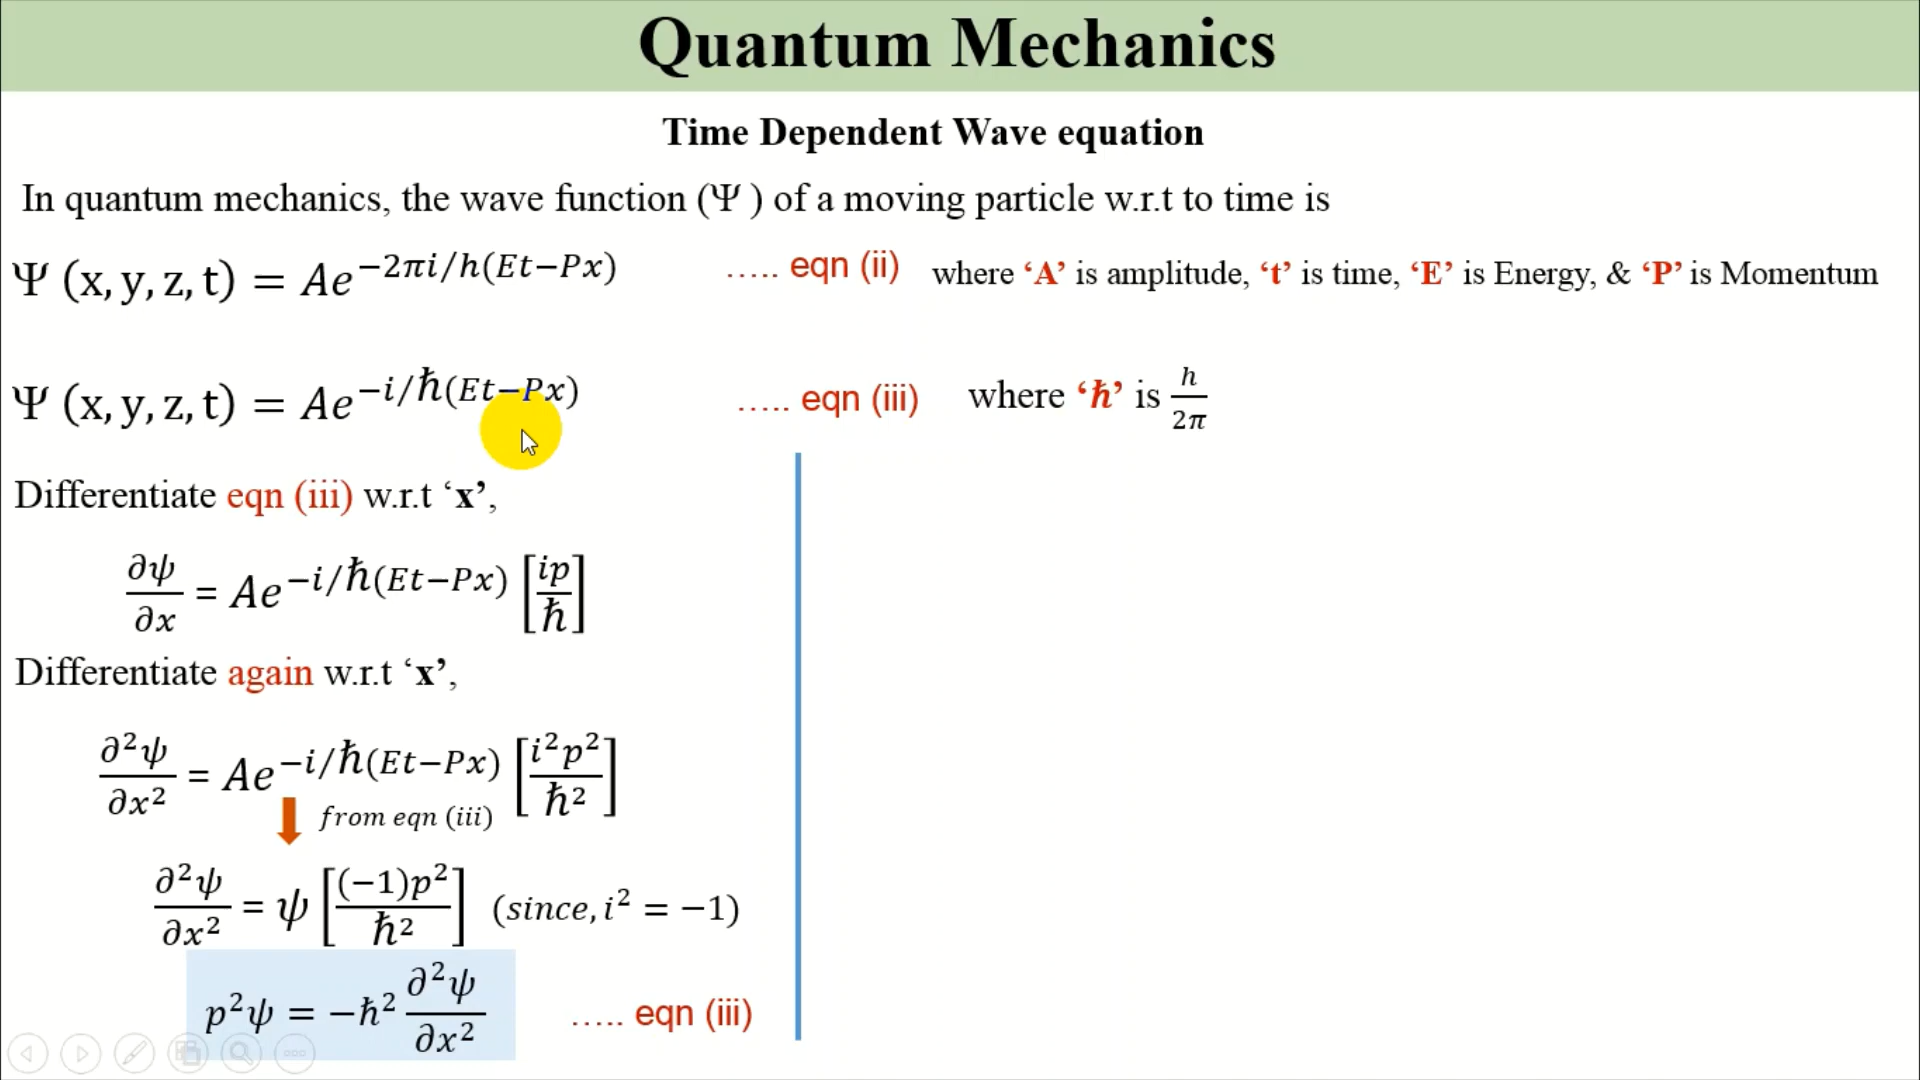 Quantum Mechanics
Time Dependent Wave equation
In quantum mechanics, the wave function (Ψ ) of a moving particle w.r.t to time is
Ψ (x, y, z, t) = Ae^{−2πi/h(Et−Px)} ..... eqn (ii) where ‘A’ is amplitude, ‘t’ is time, ‘E’ is Energy, & ‘P’ is Momentum
Ψ (x, y, z, t) = Ae^{−i/ℏ(Et−Px)} ..... eqn (iii) where ‘ℏ’ is h/2π
Differentiate eqn (iii) w.r.t ‘x’,
∂ψ/∂x = Ae^{−i/ℏ(Et−Px)} [ip/ℏ]
Differentiate again w.r.t ‘x’,
∂²ψ/∂x² = Ae^{−i/ℏ(Et−Px)} [i²p²/ℏ²]
from eqn (iii)
∂²ψ/∂x² = ψ [(−1)p²/ℏ²] (since, i² = −1)
p²ψ = −ℏ² ∂²ψ/∂x² ..... eqn (iii)